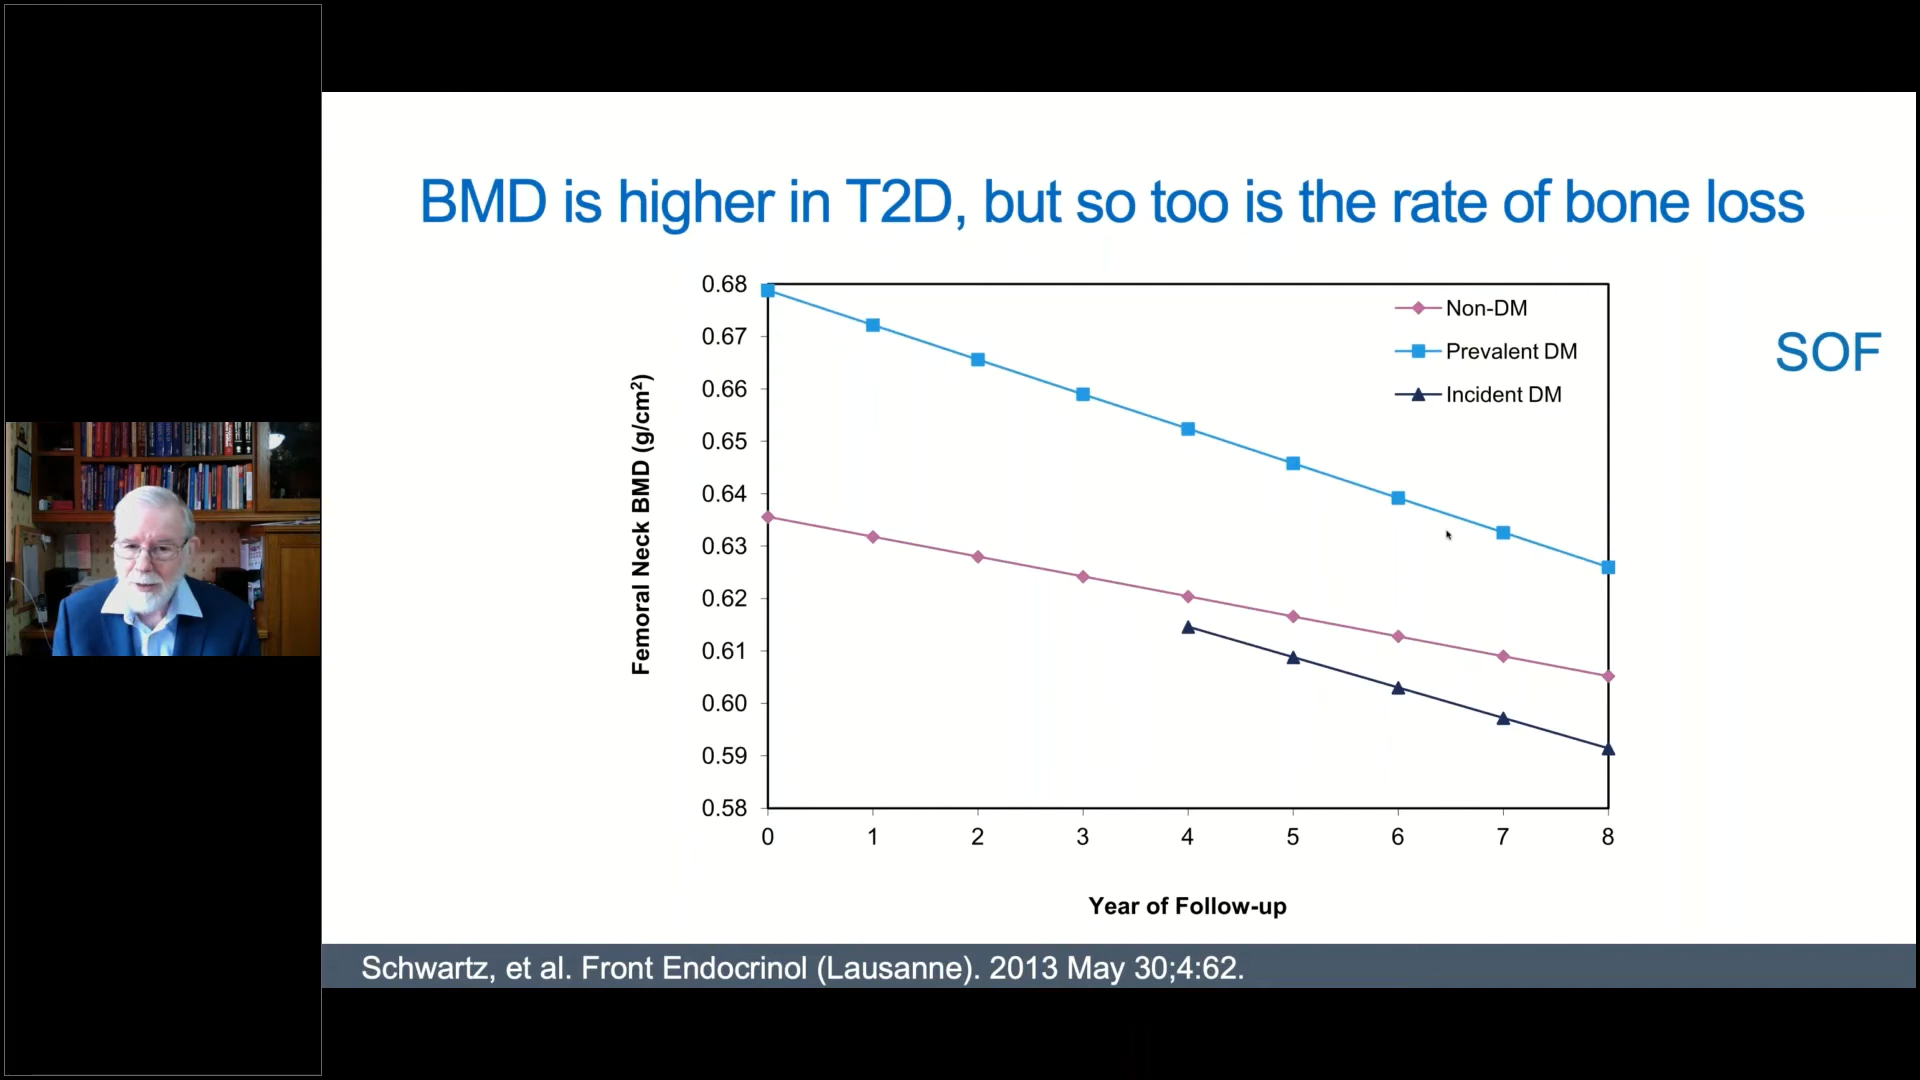 BMD is higher in T2D, but so too is the rate of bone loss
SOF
Non-DM
Prevalent DM
Incident DM
Femoral Neck BMD (g/cm²)
0.68
0.67
0.66
0.65
0.64
0.63
0.62
0.61
0.60
0.59
0.58
0 1 2 3 4 5 6 7 8
Year of Follow-up
Schwartz, et al. Front Endocrinol (Lausanne). 2013 May 30;4:62.